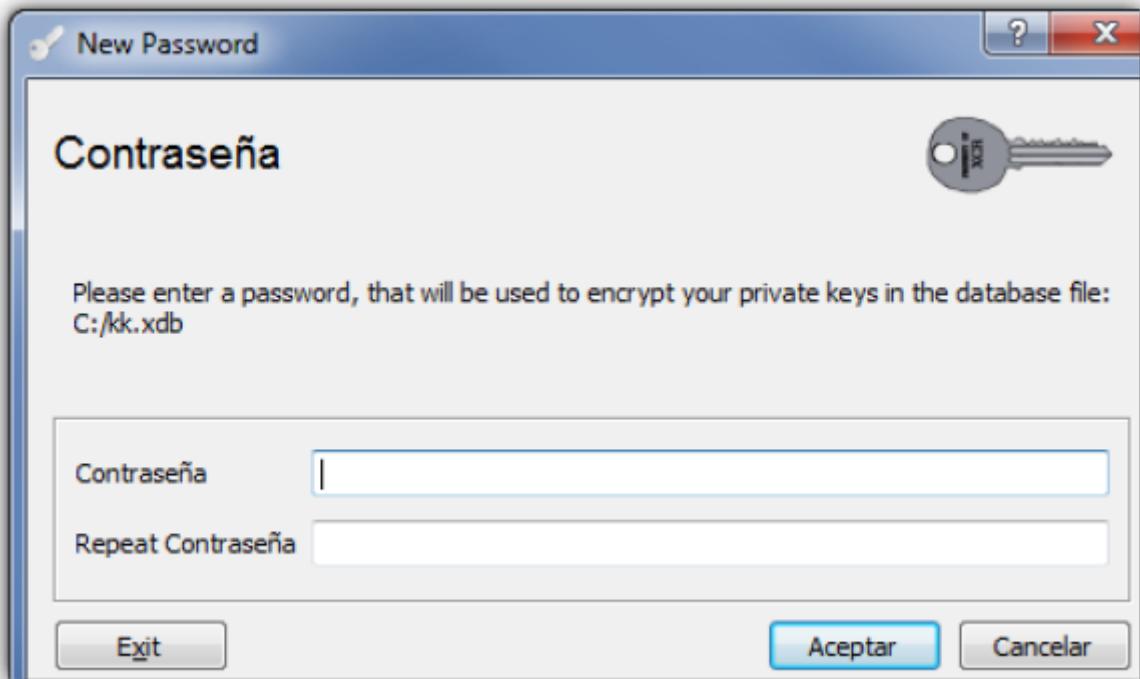 New Password
Contraseña
Please enter a password, that will be used to encrypt your private keys in the database file:
C:/kk.xdb
Contraseña
Repeat Contraseña
Exit
Aceptar
Cancelar